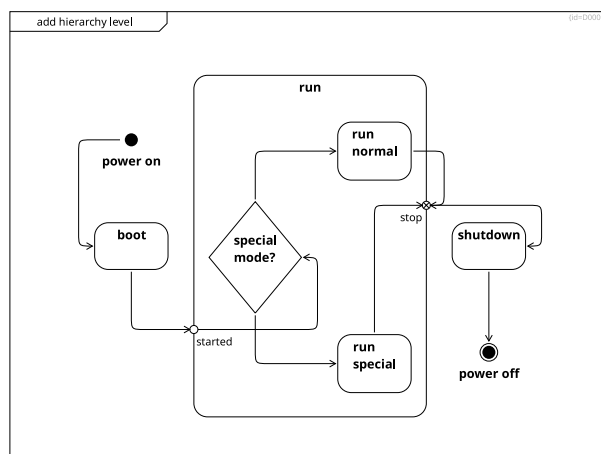 add hierarchy level
{id=D000
run
run
normal
power on
stop
boot
special
mode?
shutdown
started
run
special
power off